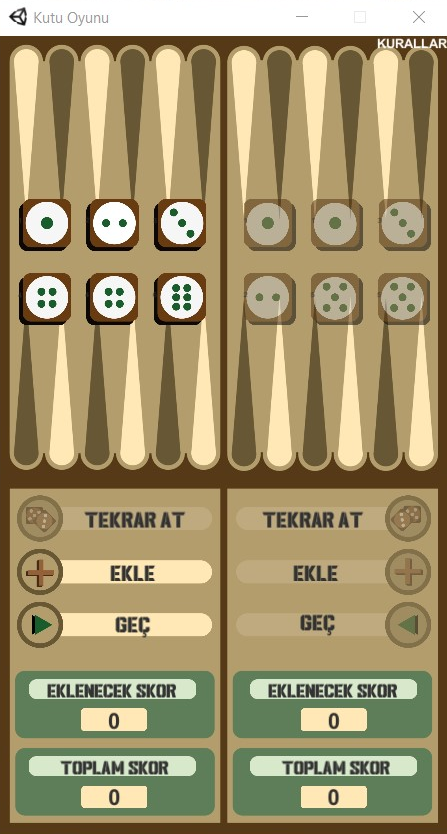 Kutu Oyunu
KURALLAR
TEKRAR AT
TEKRAR AT
EKLE
EKLE
GEÇ
GEÇ
EKLENECEK SKOR
EKLENECEK SKOR
0
0
TOPLAM SKOR
TOPLAM SKOR
0
0